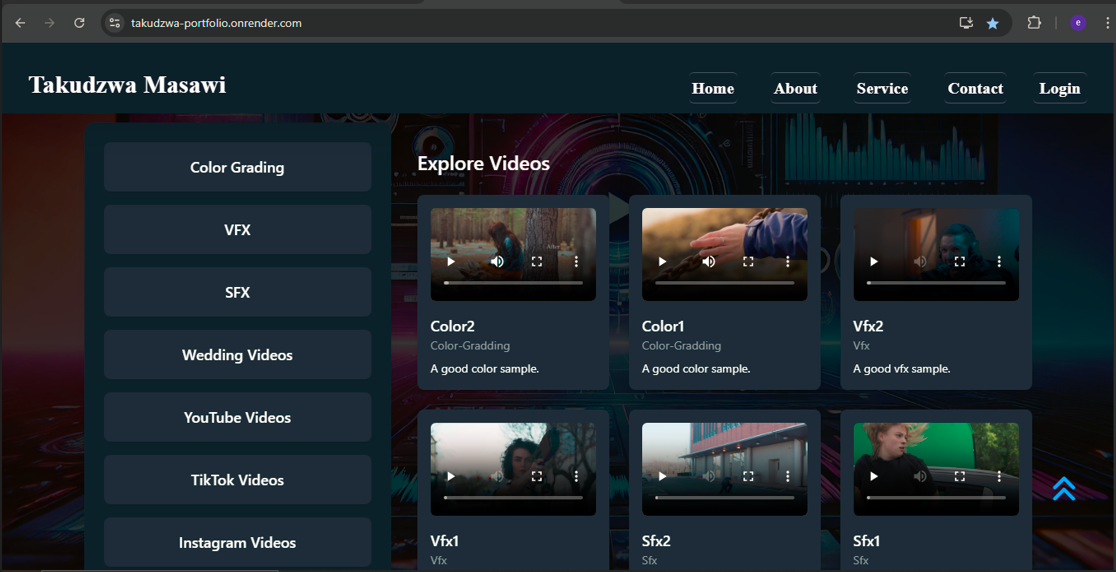 takudzwa-portfolio.onrender.com
e
Takudzwa Masawi
Home About Service Contact Login
Color Grading
VFX
SFX
Wedding Videos
YouTube Videos
TikTok Videos
Instagram Videos
Explore Videos
After
Color2
Color-Gradding
A good color sample.
Color1
Color-Gradding
A good color sample.
Vfx2
Vfx
A good vfx sample.
Vfx1
Vfx
Sfx2
Sfx
Sfx1
Sfx